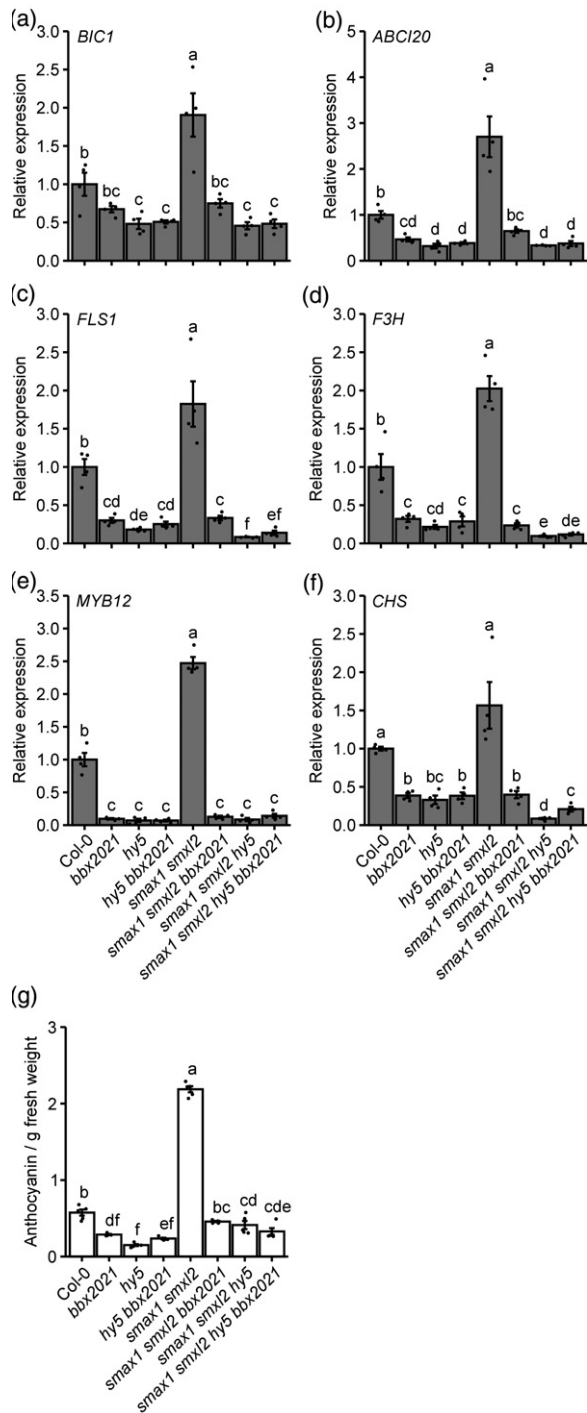 (a)
BIC1
Relative expression
3.0
2.5
2.0
1.5
1.0
0.5
0.0
b
bc
c
c
a
bc
c
c
(b)
ABCI20
Relative expression
5
4
3
2
1
0
b
cd
d
d
a
bc
d
d
(c)
FLS1
Relative expression
3.0
2.5
2.0
1.5
1.0
0.5
0.0
b
cd
de
cd
a
c
f
ef
(d)
F3H
Relative expression
3.0
2.5
2.0
1.5
1.0
0.5
0.0
b
c
cd
c
a
c
e
de
(e)
MYB12
Relative expression
3.0
2.5
2.0
1.5
1.0
0.5
0.0
b
c
c
c
a
c
c
c
Col-0
bbx2021
hy5
hy5 bbx2021
smax1 smxl2
smax1 smxl2 bbx2021
smax1 smxl2 hy5
smax1 smxl2 hy5 bbx2021
(f)
CHS
Relative expression
3.0
2.5
2.0
1.5
1.0
0.5
0.0
a
b
bc
b
a
b
d
c
Col-0
bbx2021
hy5
hy5 bbx2021
smax1 smxl2
smax1 smxl2 bbx2021
smax1 smxl2 hy5
smax1 smxl2 hy5 bbx2021
(g)
Anthocyanin / g fresh weight
3
2
1
0
b
df
f
ef
a
bc
cd
cde
Col-0
bbx2021
hy5
hy5 bbx2021
smax1 smxl2
smax1 smxl2 bbx2021
smax1 smxl2 hy5
smax1 smxl2 hy5 bbx2021